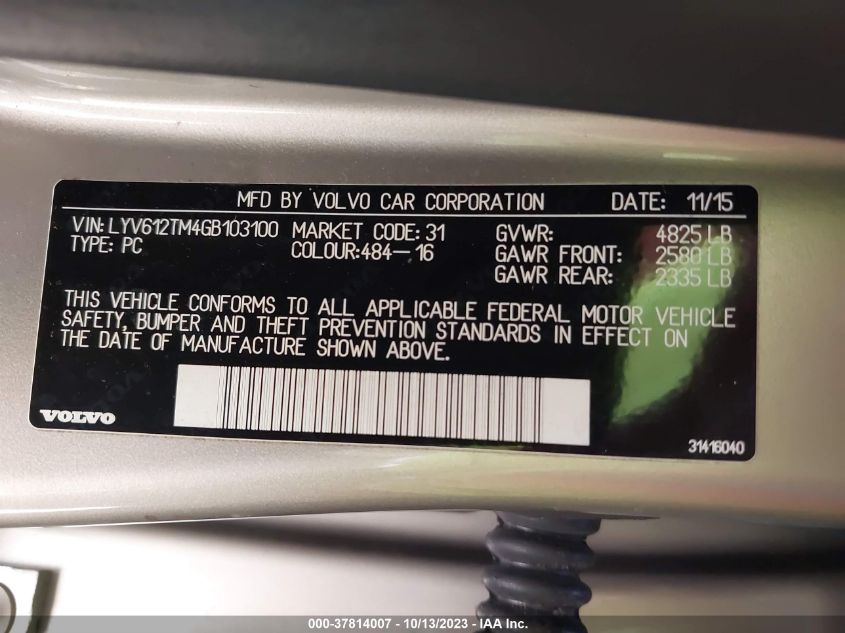 MFD BY VOLVO CAR CORPORATION 11/15
VIN: LYV612TM4GB103100 MARKET CODE: 31 GVWR: 4825 LB
TYPE: PC COLOUR:484-16 GAWR FRONT: 2580 LB
GAWR REAR: 2335 LB
THIS VEHICLE CONFORMS TO ALL APPLICABLE FEDERAL MOTOR VEHICLE
SAFETY, BUMPER AND THEFT PREVENTION STANDARDS IN EFFECT ON
THE DATE OF MANUFACTURE SHOWN ABOVE.
VOLVO
31416040
000-37814007 - 10/13/2023 - IAA Inc.